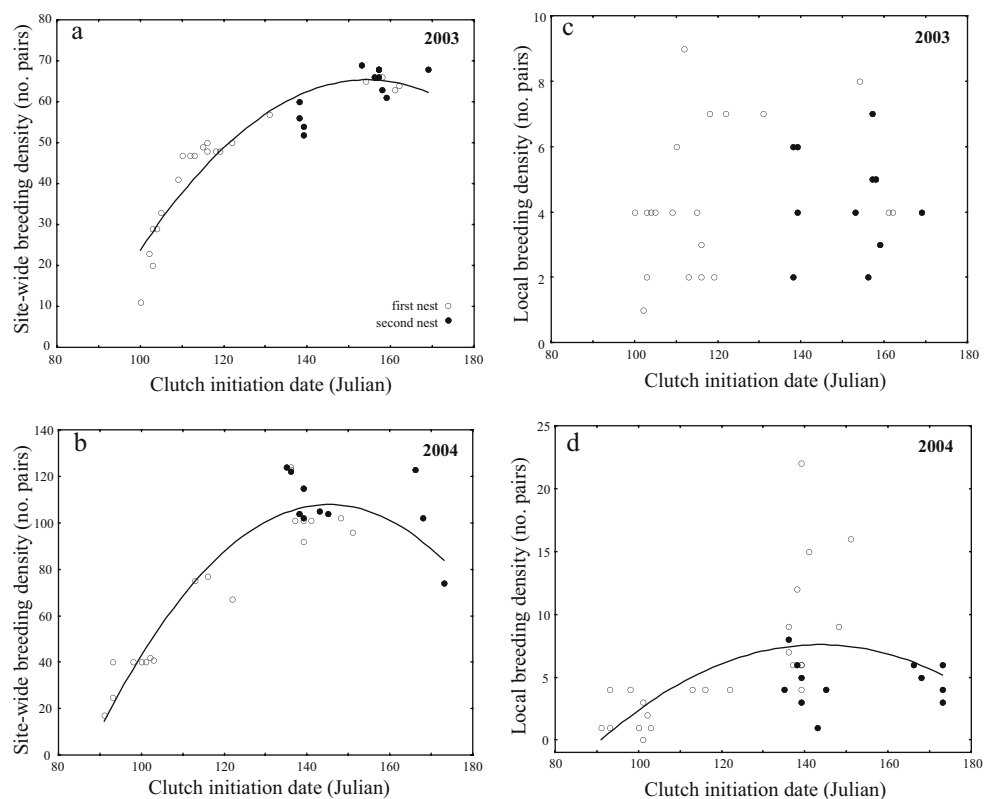 a
2003
Site-wide breeding density (no. pairs)
80
70
60
50
40
30
20
10
0
first nest
second nest
80 100 120 140 160 180
Clutch initiation date (Julian)
c
2003
Local breeding density (no. pairs)
10
8
6
4
2
0
80 100 120 140 160 180
Clutch initiation date (Julian)
b
2004
Site-wide breeding density (no. pairs)
140
120
100
80
60
40
20
0
80 100 120 140 160 180
Clutch initiation date (Julian)
d
2004
Local breeding density (no. pairs)
25
20
15
10
5
0
80 100 120 140 160 180
Clutch initiation date (Julian)